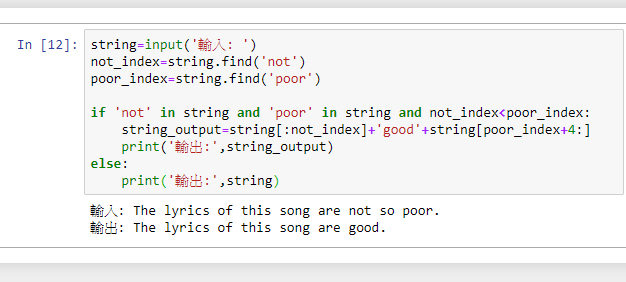 In [12]: string=input('輸入: ')
not_index=string.find('not')
poor_index=string.find('poor')
if 'not' in string and 'poor' in string and not_index<poor_index:
string_output=string[:not_index]+'good'+string[poor_index+4:]
print('輸出:',string_output)
else:
print('輸出:',string)
輸入: The lyrics of this song are not so poor.
輸出: The lyrics of this song are good.